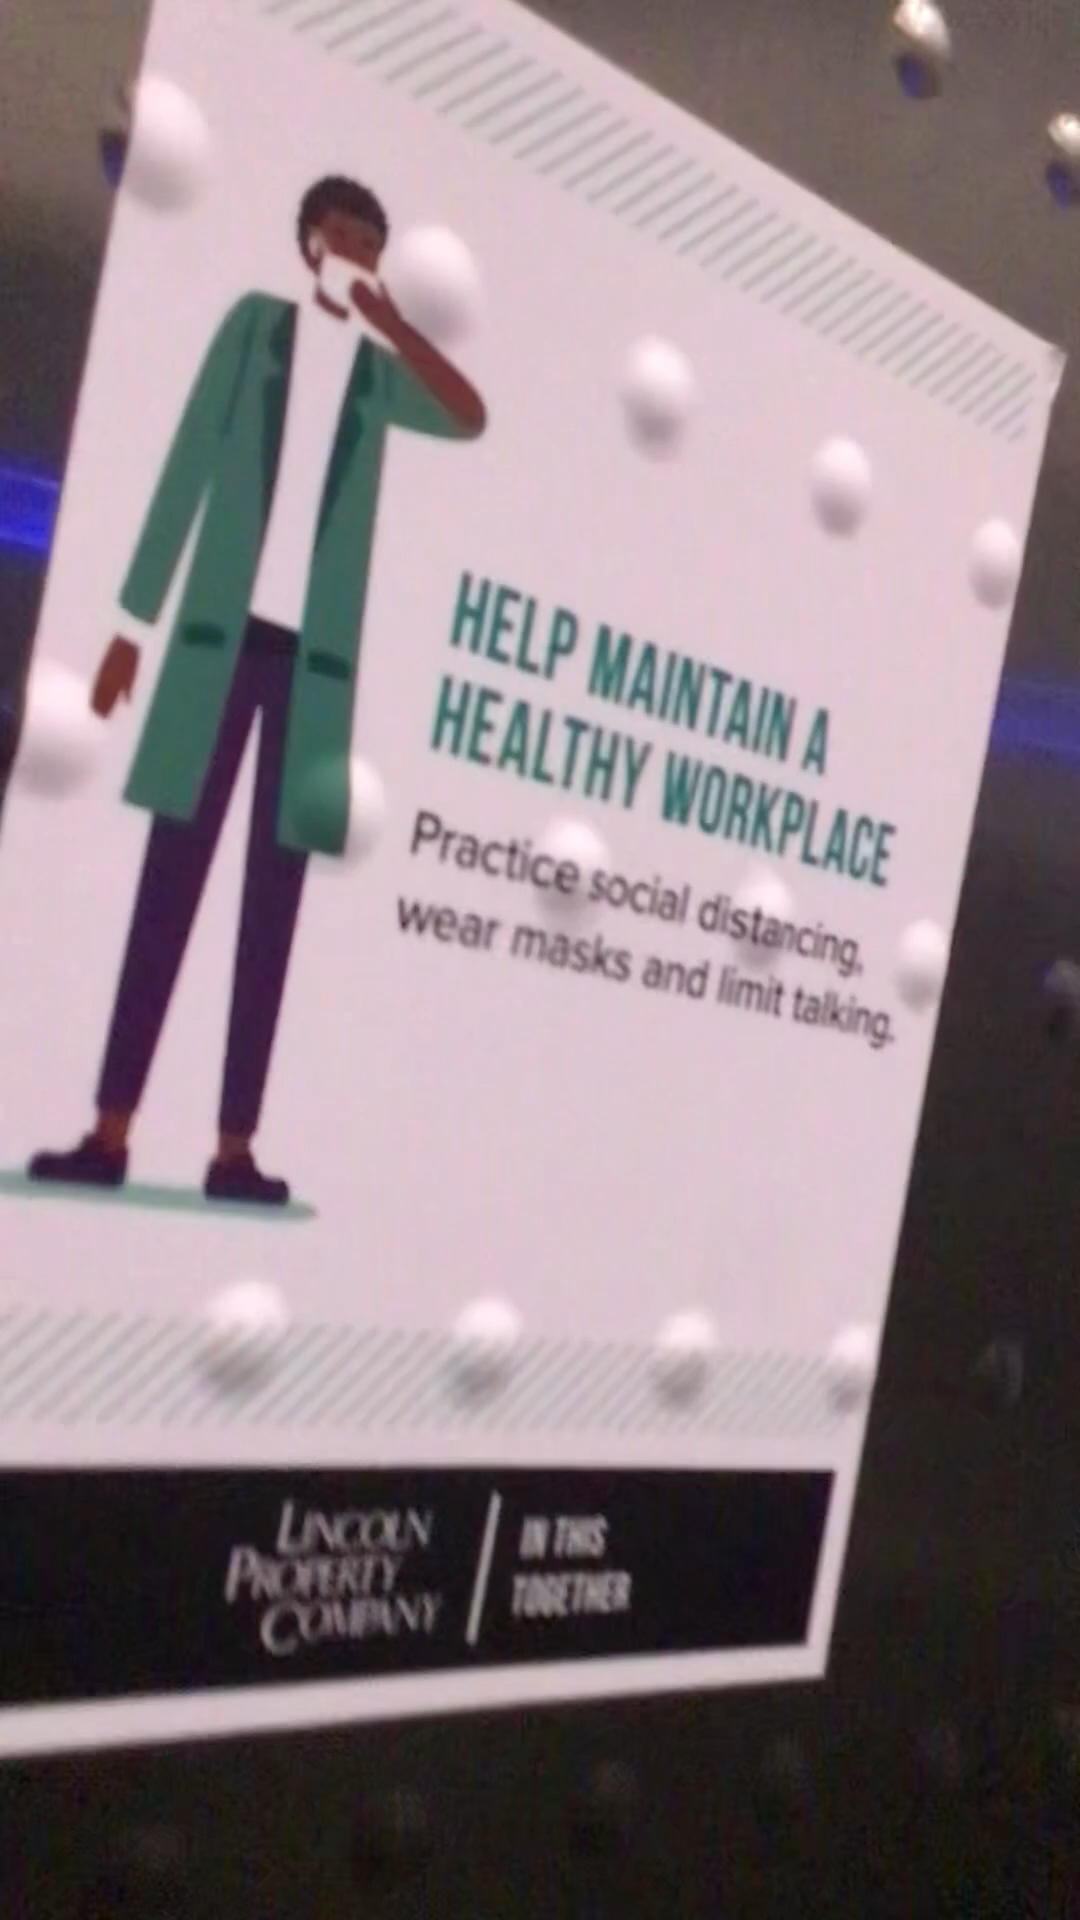 HELP MAINTAIN A
HEALTHY WORKPLACE
Practice social distancing,
wear masks and limit talking.
LINCOLN
PROPERTY
COMPANY
IN THIS
TOGETHER